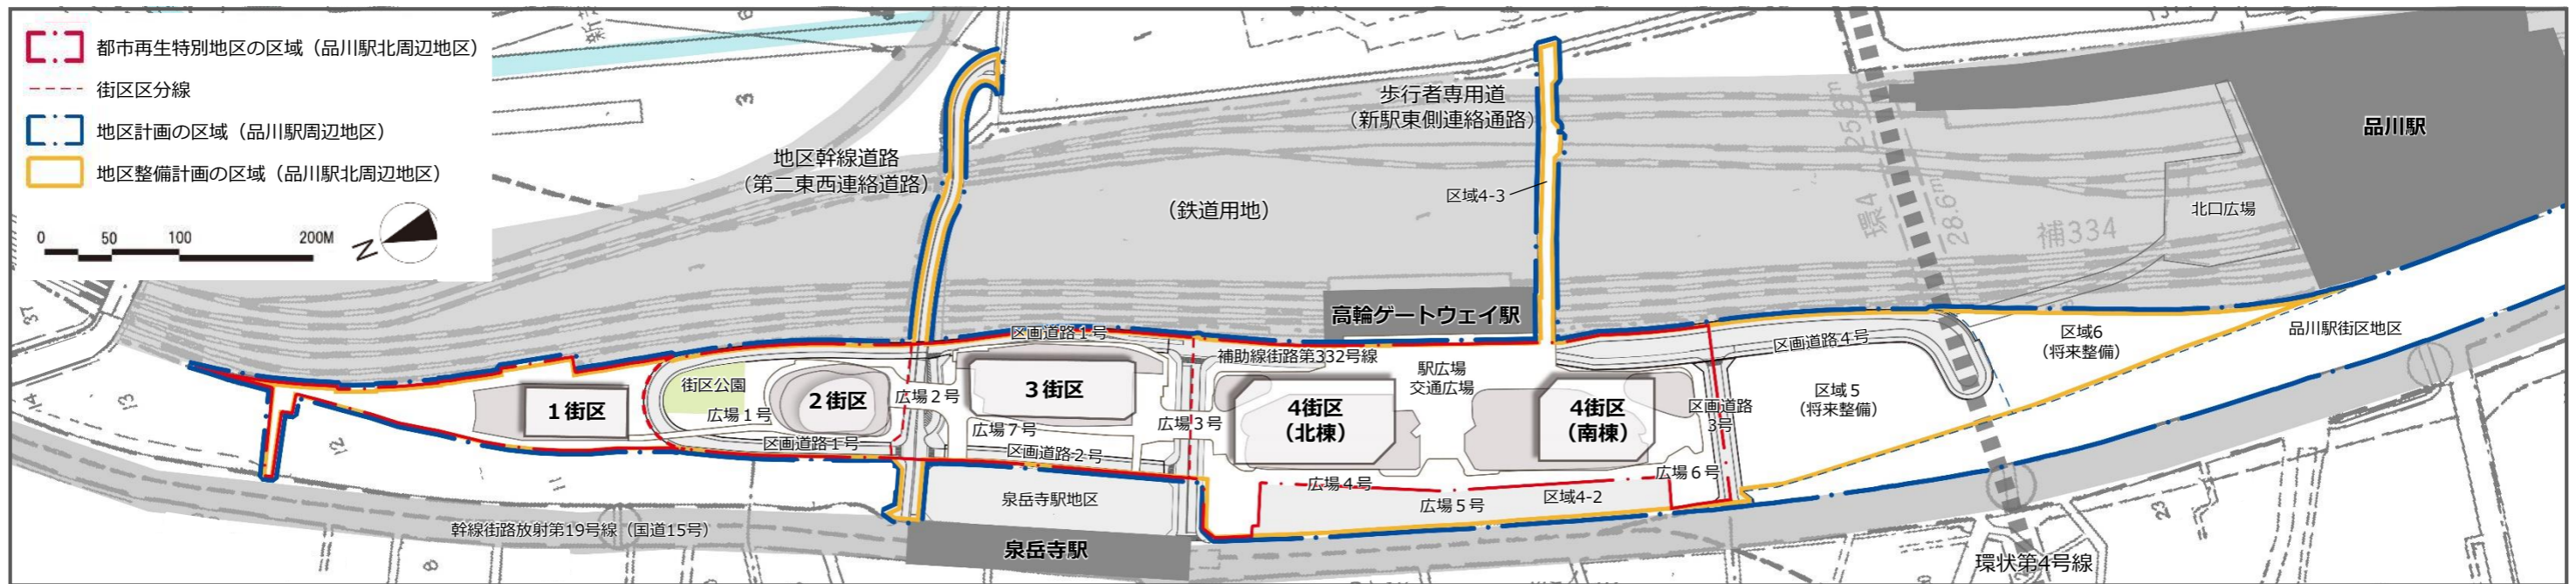 都市再生特別地区の区域（品川駅北周辺地区）
街区区分線
地区計画の区域（品川駅周辺地区）
地区整備計画の区域（品川駅北周辺地区）
0 50 100 200M
N
地区幹線道路
（第二東西連絡道路）
歩行者専用道
（新駅東側連絡通路）
区域4-3
（鉄道用地）
品川駅
北口広場
環4
25.6m
28.6m
補334
高輪ゲートウェイ駅
区画道路１号
補助線街路第332号線
駅広場
交通広場
区画道路４号
区域6
（将来整備）
品川駅街区地区
街区公園
１街区
広場１号
２街区
広場２号
３街区
広場７号
広場３号
4街区
（北棟）
4街区
（南棟）
区画道路
3号
区域５
（将来整備）
区画道路１号
区画道路２号
広場４号
広場５号
区域4-2
広場６号
泉岳寺駅地区
幹線街路放射第19号線（国道15号）
泉岳寺駅
環状第4号線
37
14
13
12
11
8
7
3
6
23